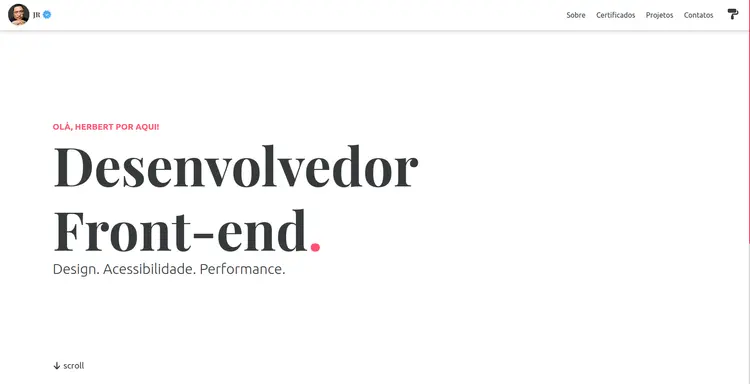 JR
Sobre
Certificados
Projetos
Contatos
OLÁ, HERBERT POR AQUI!
Desenvolvedor
Front-end.
Design. Acessibilidade. Performance.
scroll